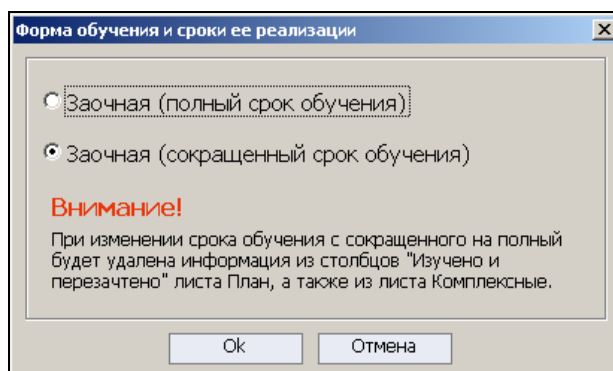 Форма обучения и сроки ее реализации
Заочная (полный срок обучения)
Заочная (сокращенный срок обучения)
Внимание!
При изменении срока обучения с сокращенного на полный
будет удалена информация из столбцов "Изучено и
перезачтено" листа План, а также из листа Комплексные.
Ok Отмена